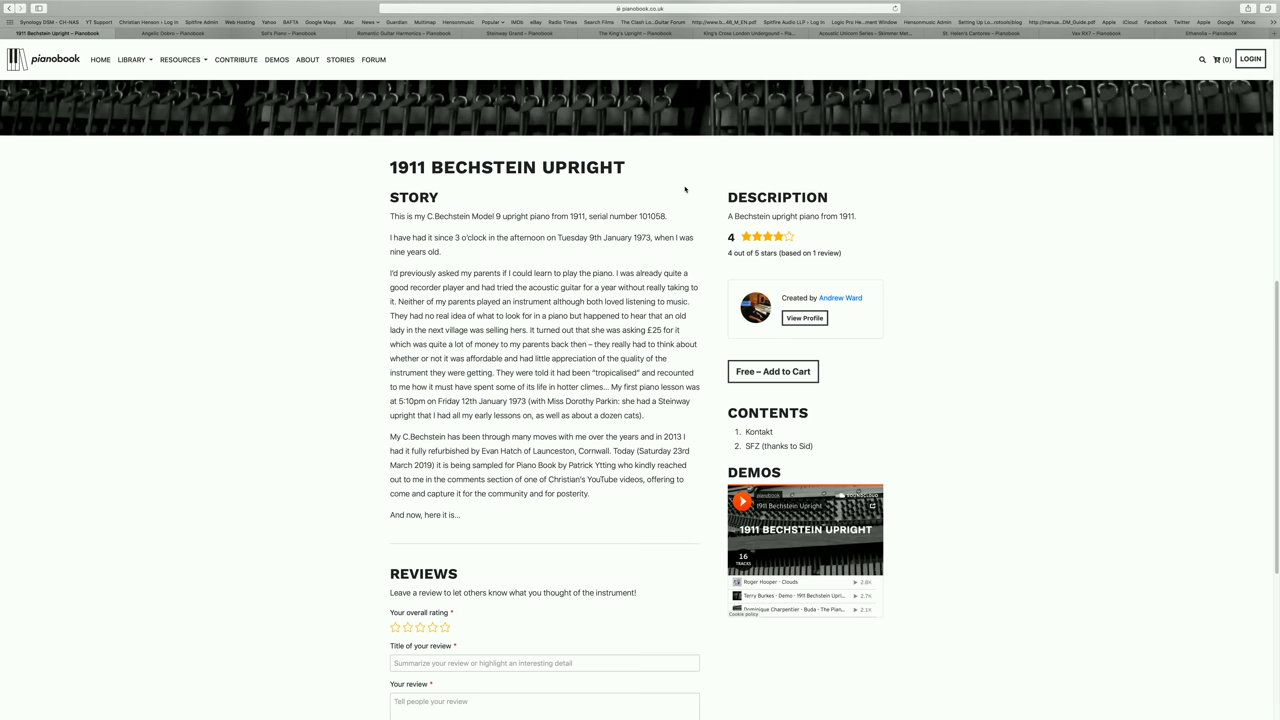 pianobook.co.uk
Synology DSM - CH-NAS YT Support Christian Henson › Log In Spitfire Admin Web Hosting Yahoo BAFTA Google Maps .Mac News Guardian Multimap Hensonmusic Popular IMDb eBay Radio Times Search Films The Clash Lo...Guitar Forum Spitfire Audio LLP › Log In Logic Pro He...ment Window Hensonmusic Admin Apple iCloud Facebook Twitter Apple Google Yahoo
1911 Bechstein Upright – Pianobook Angelic Dobro – Pianobook Sol's Piano – Pianobook Romantic Guitar Harmonics – Pianobook Steinway Grand – Pianobook The King's Upright – Pianobook King's Cross London Underground – Pia... Acoustic Unicorn Series – Skimmer Met... St. Helen's Cantores – Pianobook Vax RX7 – Pianobook Etherealia – Pianobook
pianobook HOME LIBRARY RESOURCES CONTRIBUTE DEMOS ABOUT STORIES FORUM (0) LOGIN
1911 BECHSTEIN UPRIGHT
STORY
This is my C.Bechstein Model 9 upright piano from 1911, serial number 101058.
I have had it since 3 o'clock in the afternoon on Tuesday 9th January 1973, when I was
nine years old.
I'd previously asked my parents if I could learn to play the piano. I was already quite a
good recorder player and had tried the acoustic guitar for a year without really taking to
it. Neither of my parents played an instrument although both loved listening to music.
They had no real idea of what to look for in a piano but happened to hear that an old
lady in the next village was selling hers. It turned out that she was asking £25 for it
which was quite a lot of money to my parents back then – they really had to think about
whether or not it was affordable and had little appreciation of the quality of the
instrument they were getting. They were told it had been "tropicalised" and recounted
to me how it must have spent some of its life in hotter climes... My first piano lesson was
at 5:10pm on Friday 12th January 1973 (with Miss Dorothy Parkin: she had a Steinway
upright that I had all my early lessons on, as well as about a dozen cats).
My C.Bechstein has been through many moves with me over the years and in 2013 I
had it fully refurbished by Evan Hatch of Launceston, Cornwall. Today (Saturday 23rd
March 2019) it is being sampled for Piano Book by Patrick Ytting who kindly reached
out to me in the comments section of one of Christian's YouTube videos, offering to
come and capture it for the community and for posterity.
And now, here it is...
REVIEWS
Leave a review to let others know what you thought of the instrument!
Your overall rating *
Title of your review *
Summarize your review or highlight an interesting detail
Your review *
Tell people your review
DESCRIPTION
A Bechstein upright piano from 1911.
4
4 out of 5 stars (based on 1 review)
Created by Andrew Ward
View Profile
Free – Add to Cart
CONTENTS
1. Kontakt
2. SFZ (thanks to Sid)
DEMOS
pianobook SOUNDCLOUD
1911 Bechstein Upright
1911 BECHSTEIN UPRIGHT
16
TRACKS
Roger Hooper - Clouds 2.8K
Terry Burkes - Demo - 1911 Bechstein Upri... 2.7K
Dominique Charpentier - Buda - The Pian... 2.1K
Cookie policy